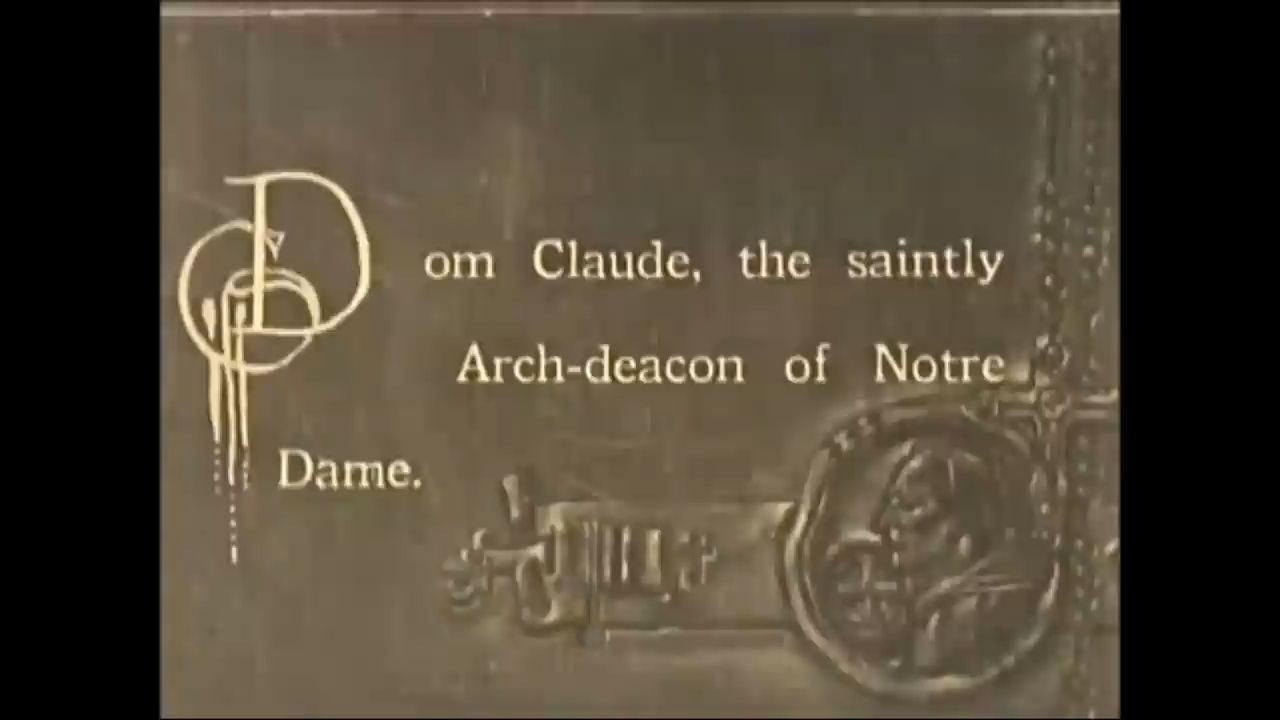 Dom Claude, the saintly
Arch-deacon of Notre
Dame.